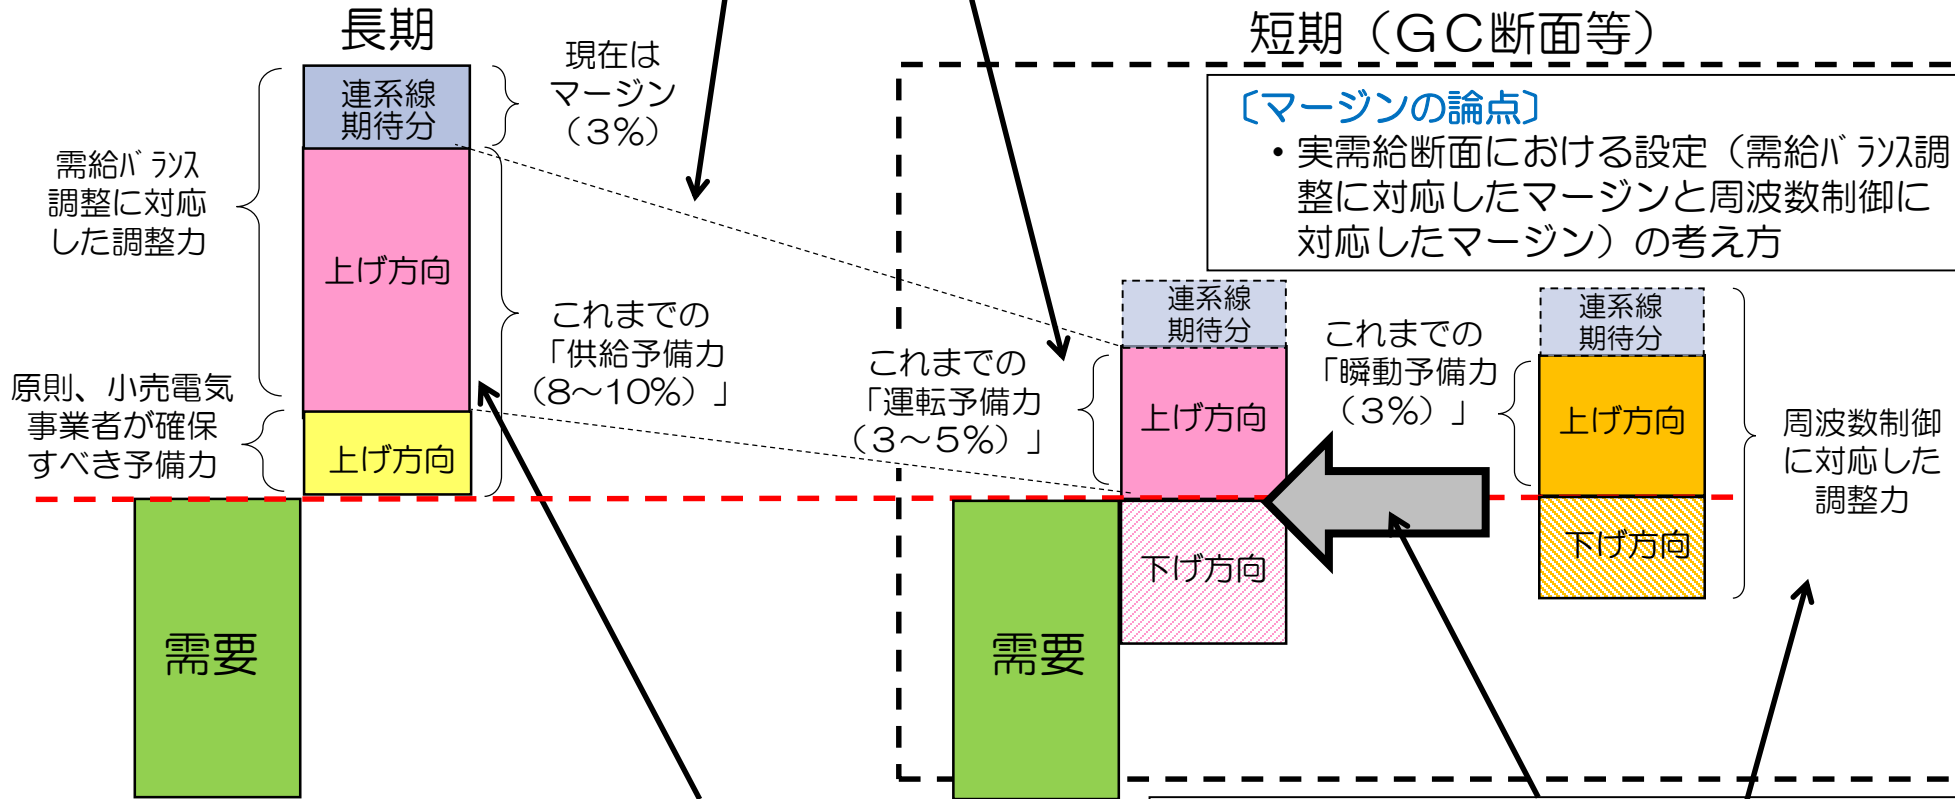 長期
短期（ＧＣ断面等）
連系線
期待分
現在は
マージン
（３％）
〔マージンの論点〕
・実需給断面における設定（需給バランス調
整に対応したマージンと周波数制御に
対応したマージン）の考え方
需給バランス
調整に対応
した調整力
上げ方向
これまでの
「供給予備力
（８～１０％）」
原則、小売電気
事業者が確保
すべき予備力
上げ方向
需要
連系線
期待分
これまでの
「運転予備力
（３～５％）」
上げ方向
下げ方向
需要
これまでの
「瞬動予備力
（３％）」
連系線
期待分
上げ方向
下げ方向
周波数制御
に対応した
調整力